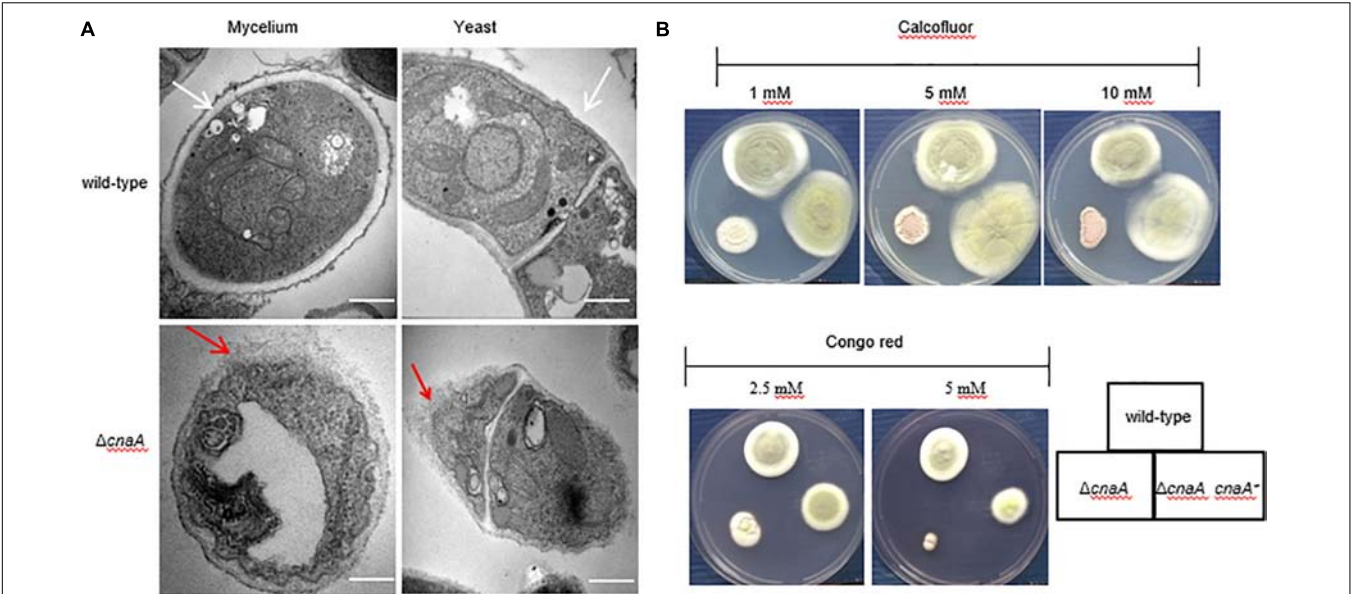 A
Mycelium
Yeast
wild-type
ΔcnaA
B
Calcofluor
1 mM
5 mM
10 mM
Congo red
2.5 mM
5 mM
wild-type
ΔcnaA
ΔcnaA cnaA⁺